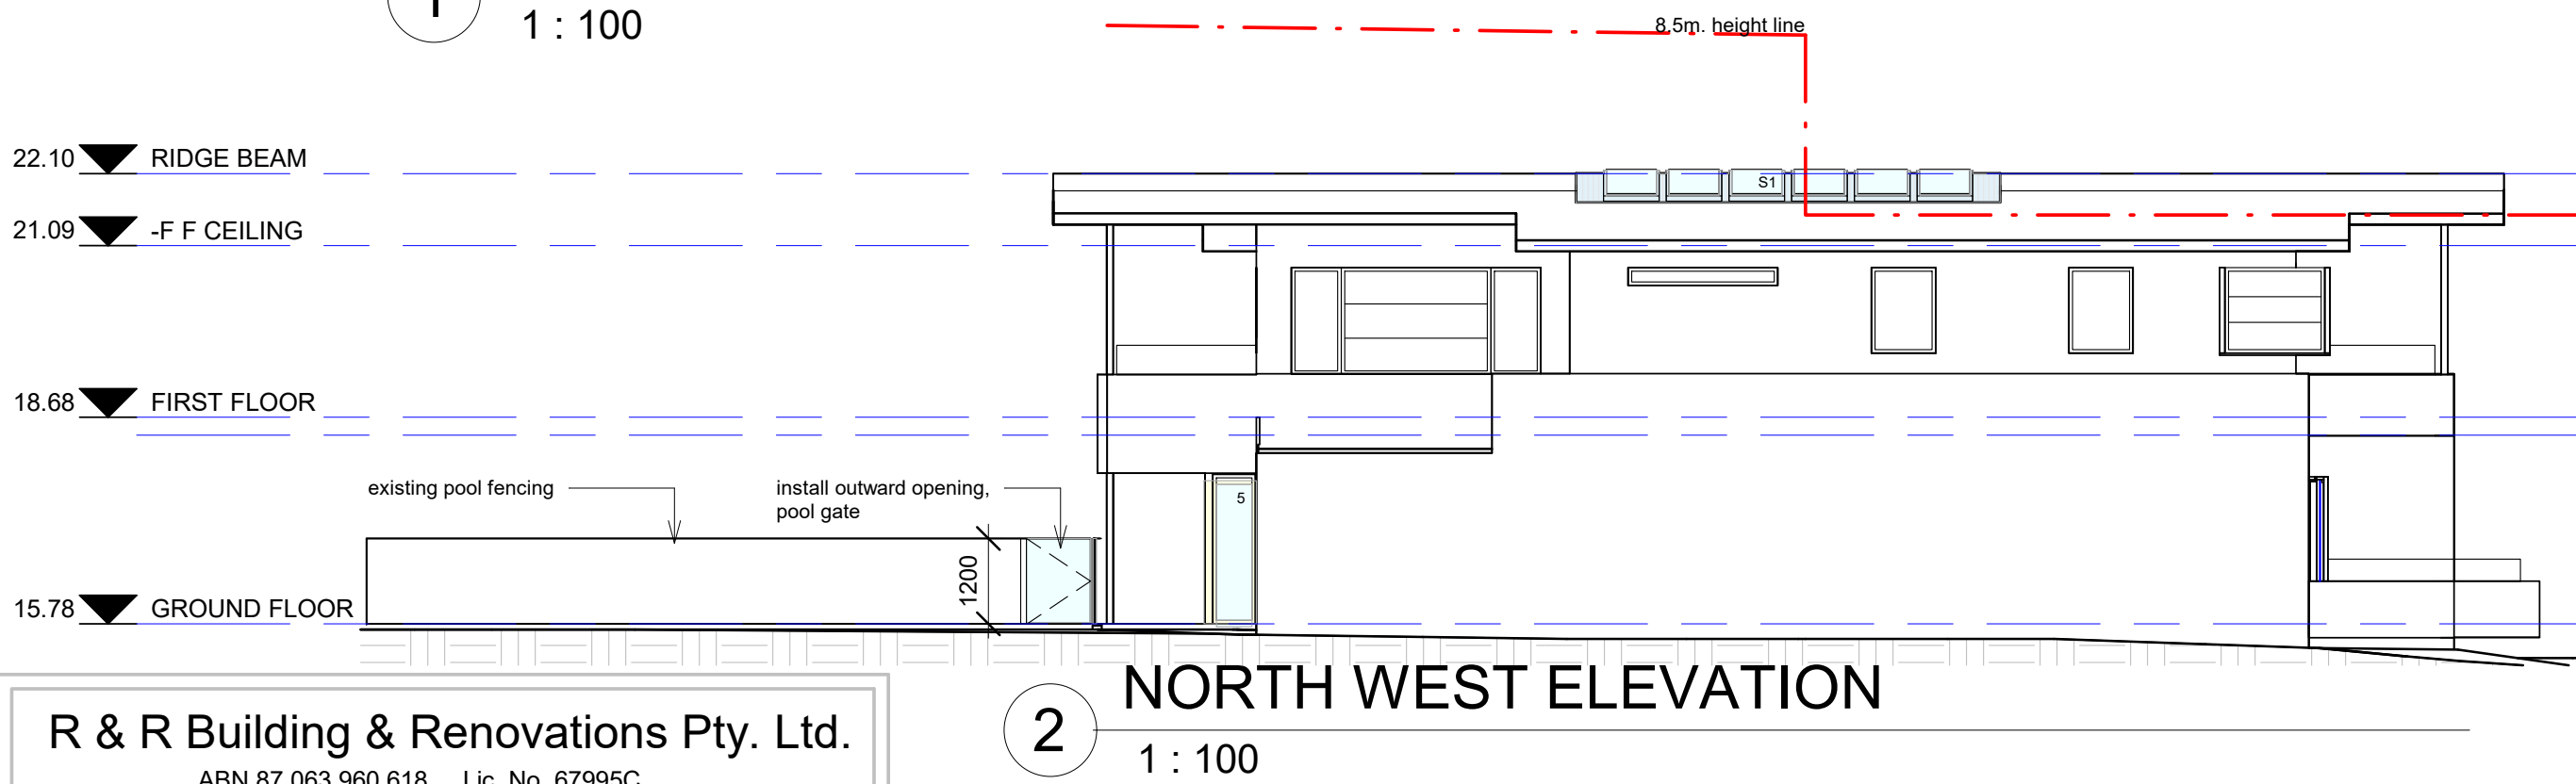 1
1 : 100
8.5m. height line
22.10 RIDGE BEAM
S1
21.09 -F F CEILING
18.68 FIRST FLOOR
existing pool fencing
install outward opening,
pool gate
5
1200
15.78 GROUND FLOOR
NORTH WEST ELEVATION
2
1 : 100
R & R Building & Renovations Pty. Ltd.
ABN 87 063 960 618 Lic. No. 67995C